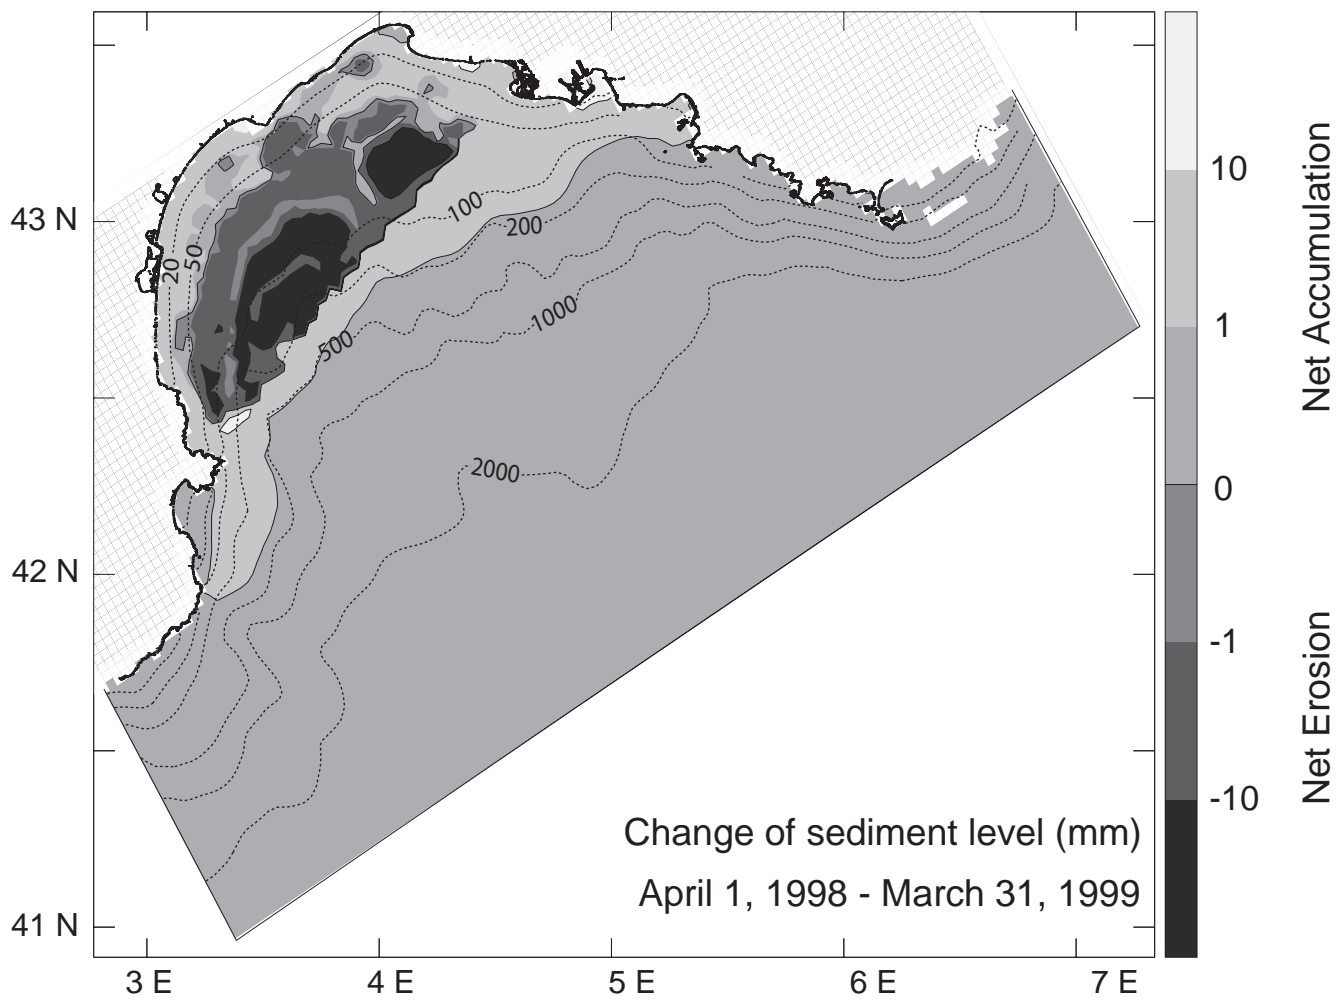 43 N
42 N
41 N
3 E
4 E
5 E
6 E
7 E
20
50
100
200
500
1000
2000
Change of sediment level (mm)
April 1, 1998 - March 31, 1999
10
1
0
-1
-10
Net Accumulation
Net Erosion